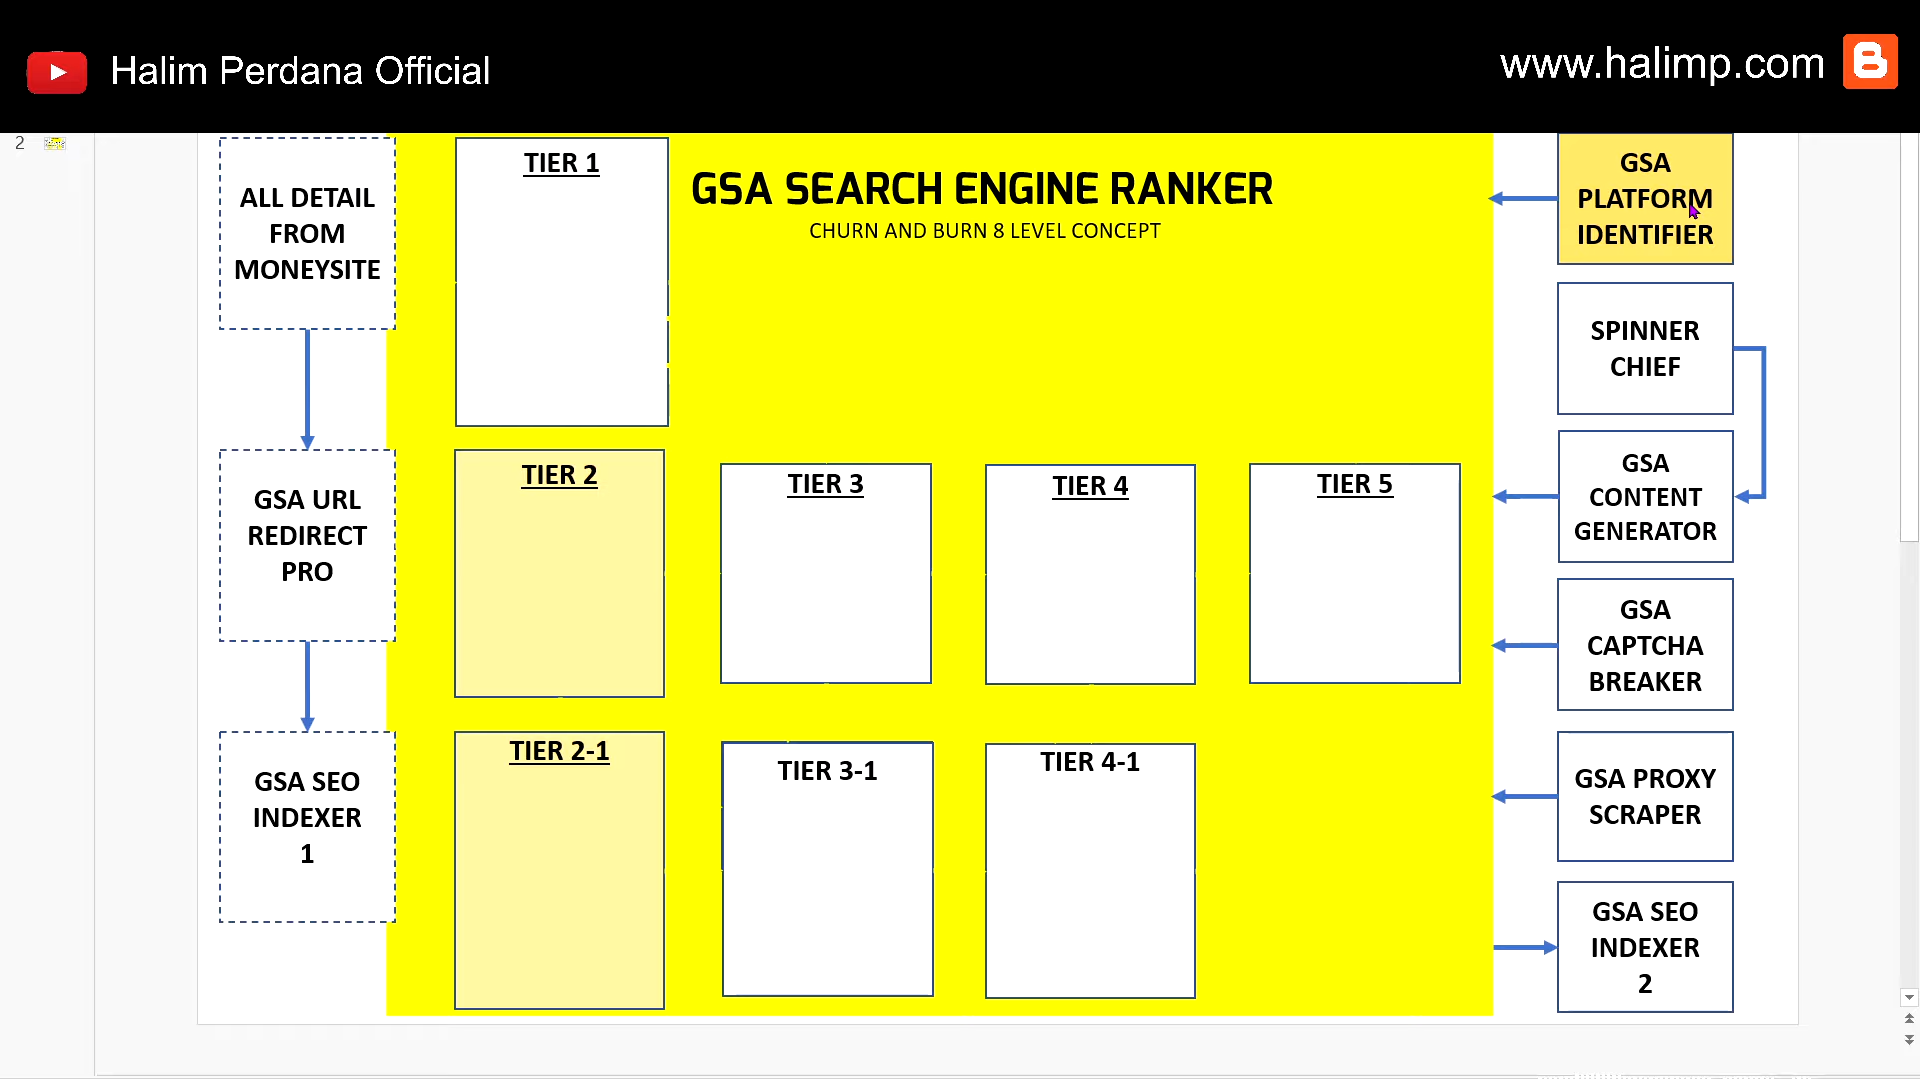 Halim Perdana Official
www.halimp.com
2
ALL DETAIL
FROM
MONEYSITE
TIER 1
GSA SEARCH ENGINE RANKER
CHURN AND BURN 8 LEVEL CONCEPT
GSA
PLATFORM
IDENTIFIER
SPINNER
CHIEF
GSA URL
REDIRECT
PRO
TIER 2
TIER 3
TIER 4
TIER 5
GSA
CONTENT
GENERATOR
GSA
CAPTCHA
BREAKER
GSA SEO
INDEXER
1
TIER 2-1
TIER 3-1
TIER 4-1
GSA PROXY
SCRAPER
GSA SEO
INDEXER
2